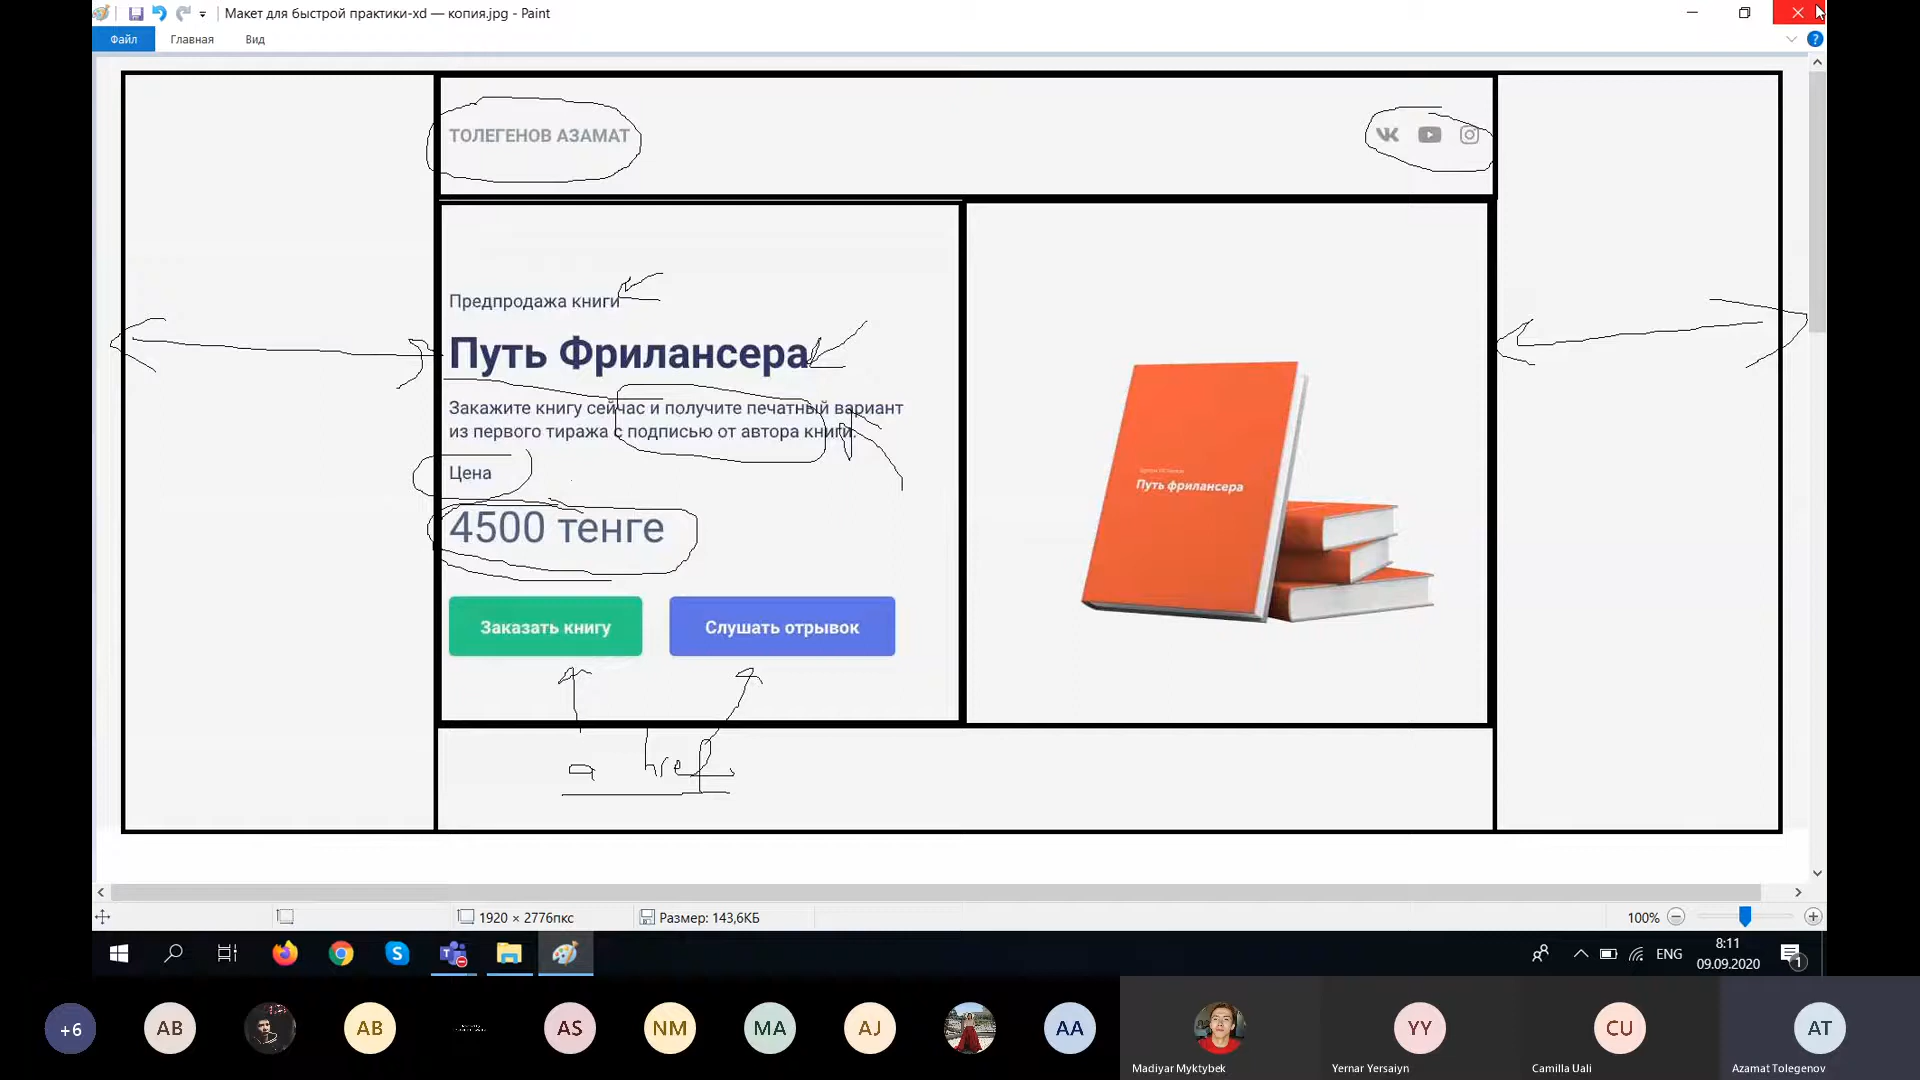 Макет для быстрой практики-xd — копия.jpg - Paint
Файл Главная Вид
ТОЛЕГЕНОВ АЗАМАТ
Предпродажа книги
Путь Фрилансера
Закажите книгу сейчас и получите печатный вариант
из первого тиража с подписью от автора книги.
Цена
4500 тенге
Заказать книгу Слушать отрывок
Путь фрилансера
a href
1920 × 2776пкс Размер: 143,6КБ 100%
ENG 8:11
09.09.2020
1
+6 AB AB AS NM MA AJ AA YY CU AT
Madiyar Myktybek Yernar Yersaiyn Camilla Uali Azamat Tolegenov